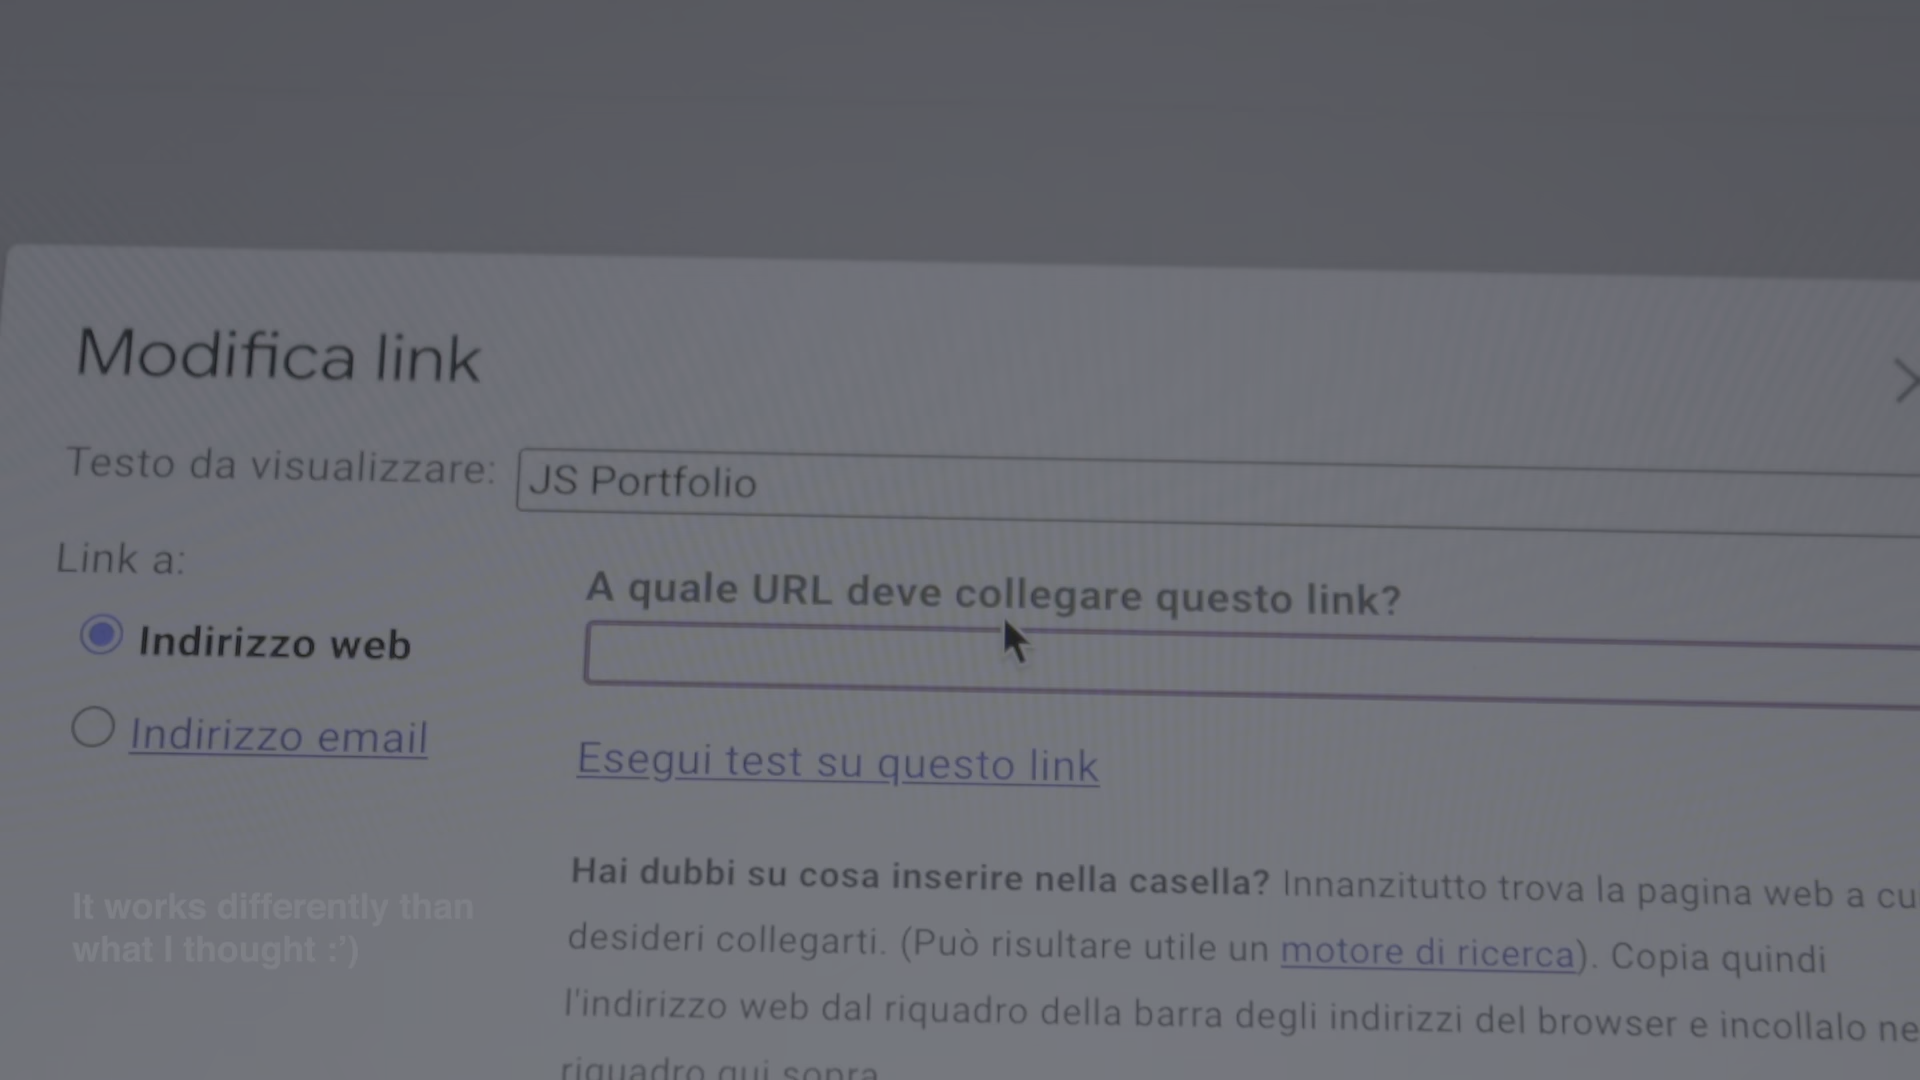 Modifica link
Testo da visualizzare: JS Portfolio
Link a:
A quale URL deve collegare questo link?
Indirizzo web
Indirizzo email
Esegui test su questo link
Hai dubbi su cosa inserire nella casella? Innanzitutto trova la pagina web a cu
desideri collegarti. (Può risultare utile un motore di ricerca). Copia quindi
l'indirizzo web dal riquadro della barra degli indirizzi del browser e incollalo ne
riquadro qui sopra
It works differently than
what I thought :’)